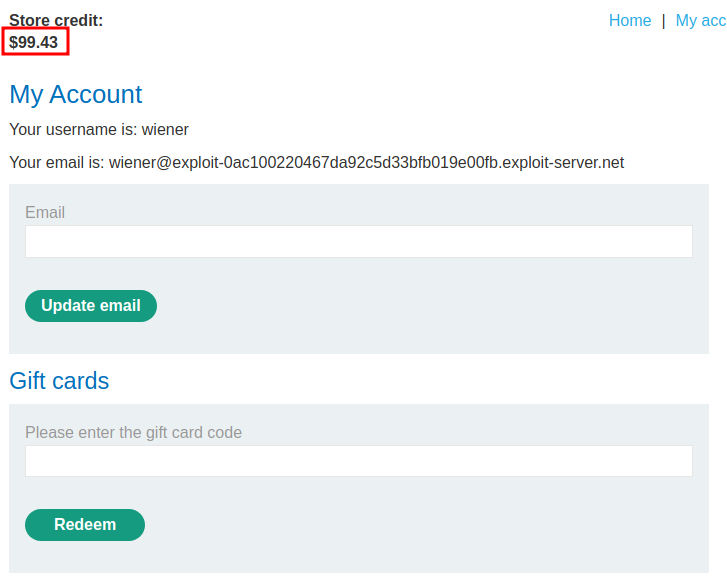 Store credit:
Home | My acc
$99.43
My Account
Your username is: wiener
Your email is: wiener@exploit-0ac100220467da92c5d33bfb019e00fb.exploit-server.net
Email
Update email
Gift cards
Please enter the gift card code
Redeem